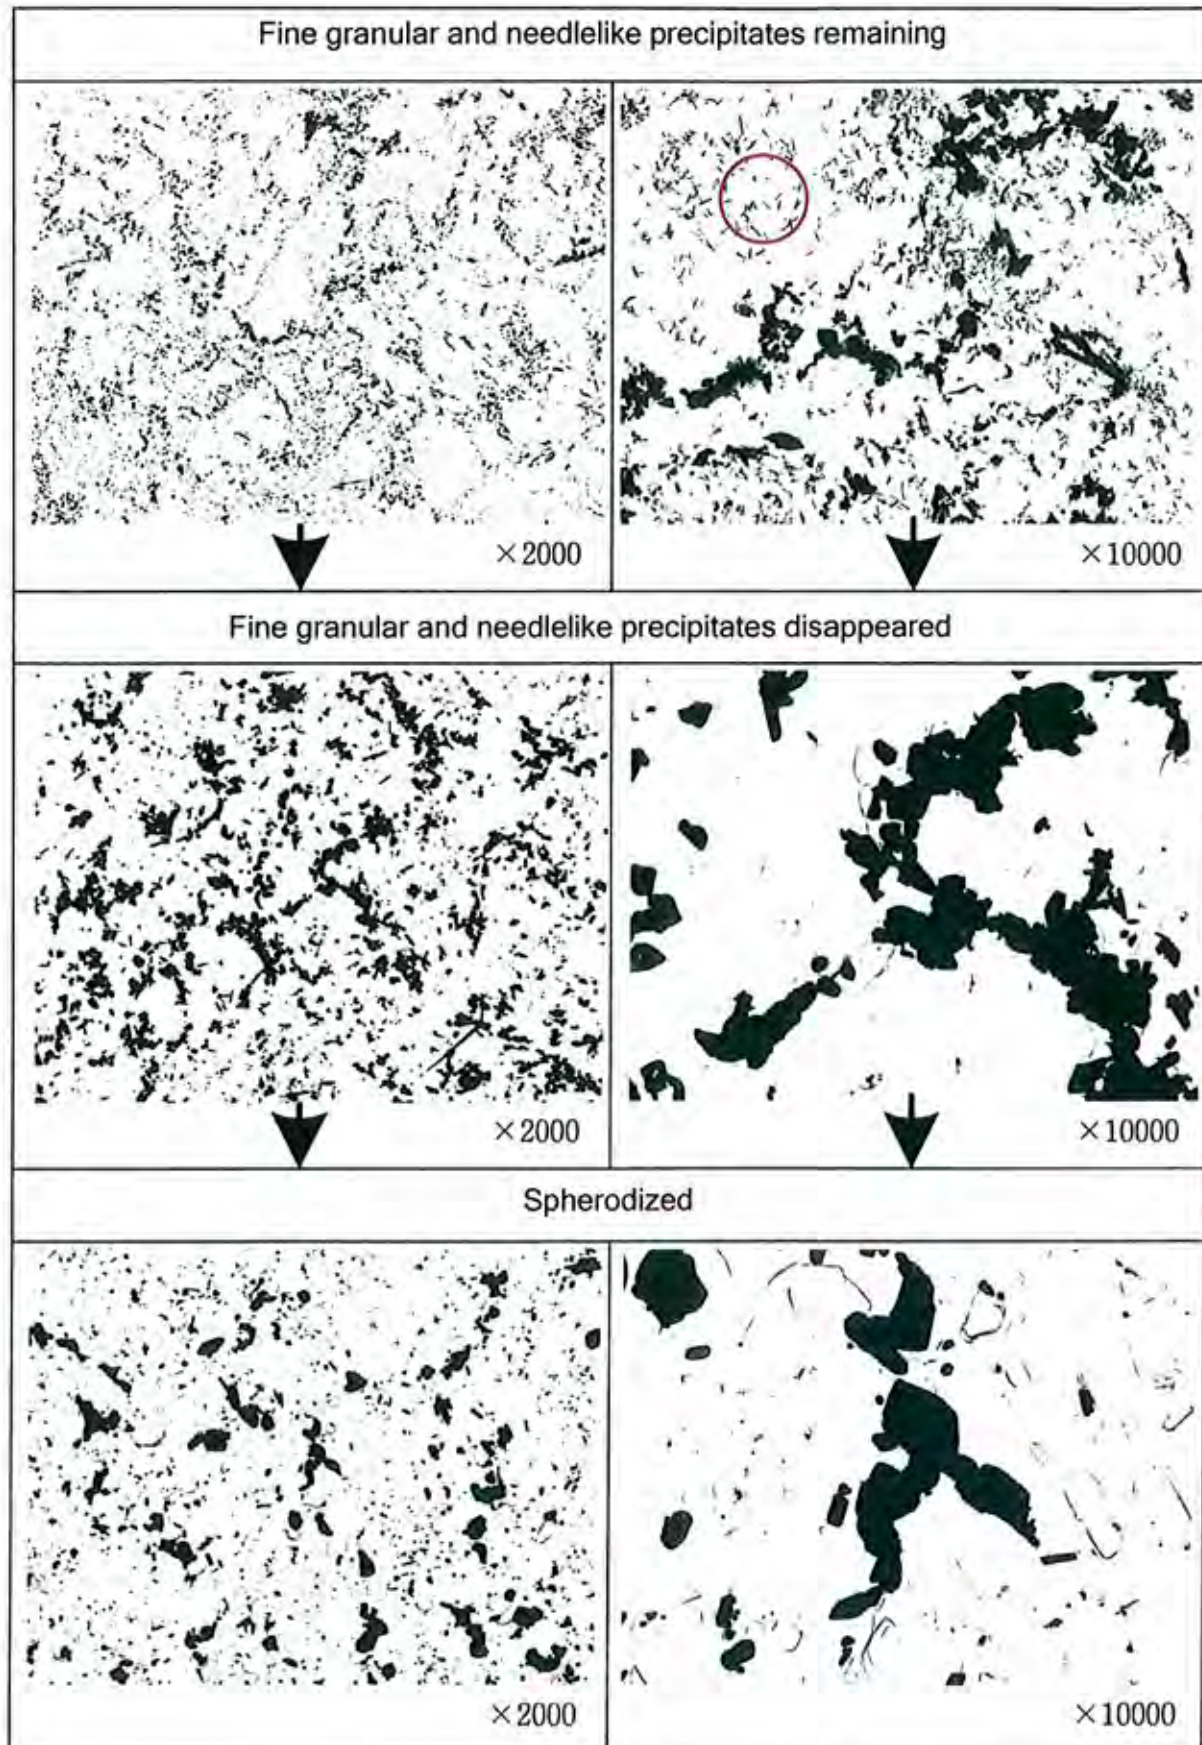 Fine granular and needlelike precipitates remaining
×2000
×10000
Fine granular and needlelike precipitates disappeared
×2000
×10000
Spherodized
×2000
×10000